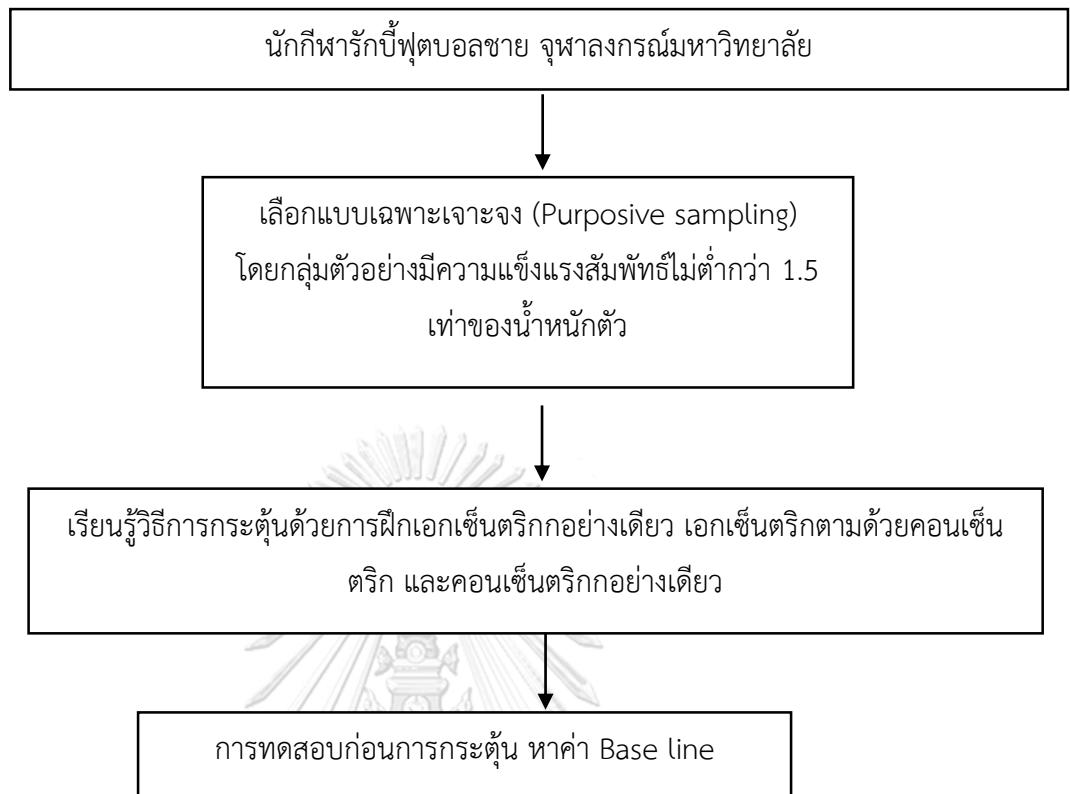 นักกีฬารักบี้ฟุตบอลชาย จุฬาลงกรณ์มหาวิทยาลัย
เลือกแบบเฉพาะเจาะจง (Purposive sampling)
โดยกลุ่มตัวอย่างมีความแข็งแรงสัมพัทธ์ไม่ต่ำกว่า 1.5
เท่าของน้ำหนักตัว
เรียนรู้วิธีการกระตุ้นด้วยการฝึกเอกเซ็นตริกกอย่างเดียว เอกเซ็นตริกตามด้วยคอนเซ็น
ตริก และคอนเซ็นตริกกอย่างเดียว
การทดสอบก่อนการกระตุ้น หาค่า Base line